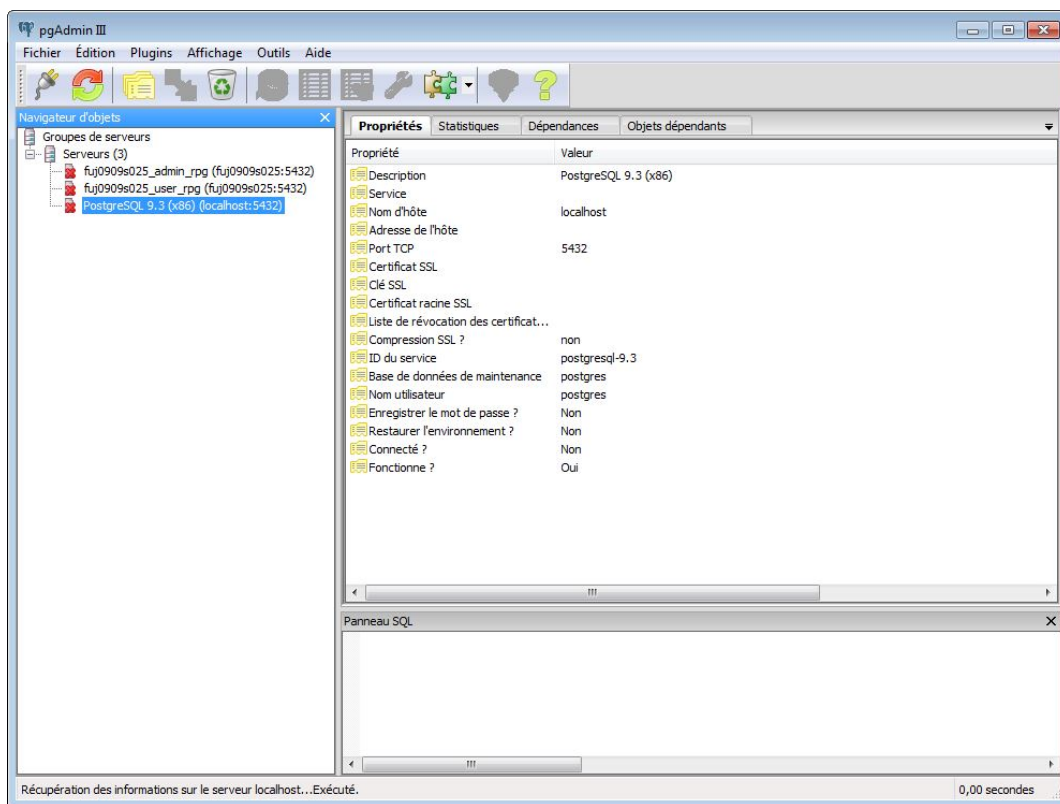 pgAdmin III
Fichier Édition Plugins Affichage Outils Aide
Navigateur d'objets
Groupes de serveurs
Serveurs (3)
fuj0909s025_admin_rpg (fuj0909s025:5432)
fuj0909s025_user_rpg (fuj0909s025:5432)
PostgreSQL 9.3 (x86) (localhost:5432)
Propriétés Statistiques Dépendances Objets dépendants
Propriété Valeur
Description PostgreSQL 9.3 (x86)
Service
Nom d'hôte localhost
Adresse de l'hôte
Port TCP 5432
Certificat SSL
Clé SSL
Certificat racine SSL
Liste de révocation des certificat...
Compression SSL ? non
ID du service postgresql-9.3
Base de données de maintenance postgres
Nom utilisateur postgres
Enregistrer le mot de passe ? Non
Restaurer l'environnement ? Non
Connecté ? Non
Fonctionne ? Oui
Panneau SQL
Récupération des informations sur le serveur localhost...Exécuté. 0,00 secondes